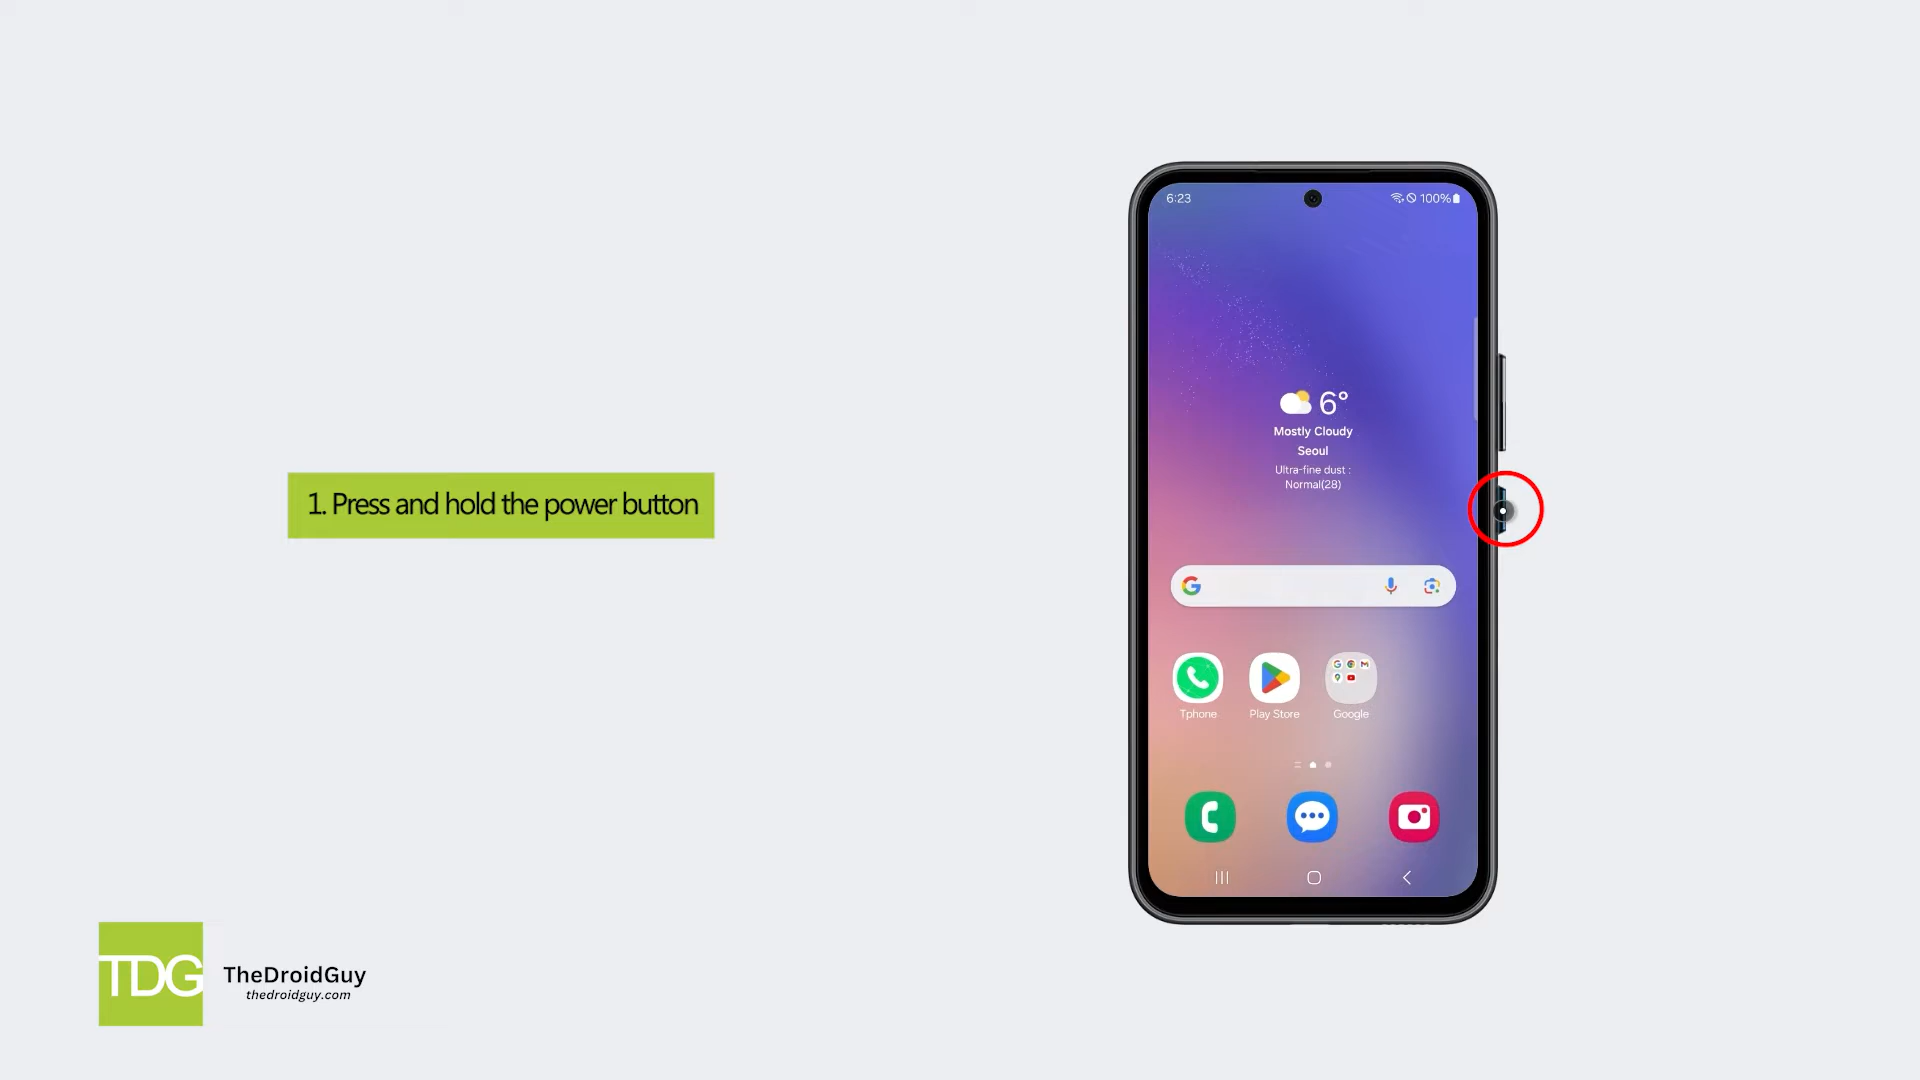 6:23
100%
6°
Mostly Cloudy
Seoul
Ultra-fine dust :
Normal(28)
1. Press and hold the power button
Tphone
Play Store
Google
TDG
TheDroidGuy
thedroidguy.com